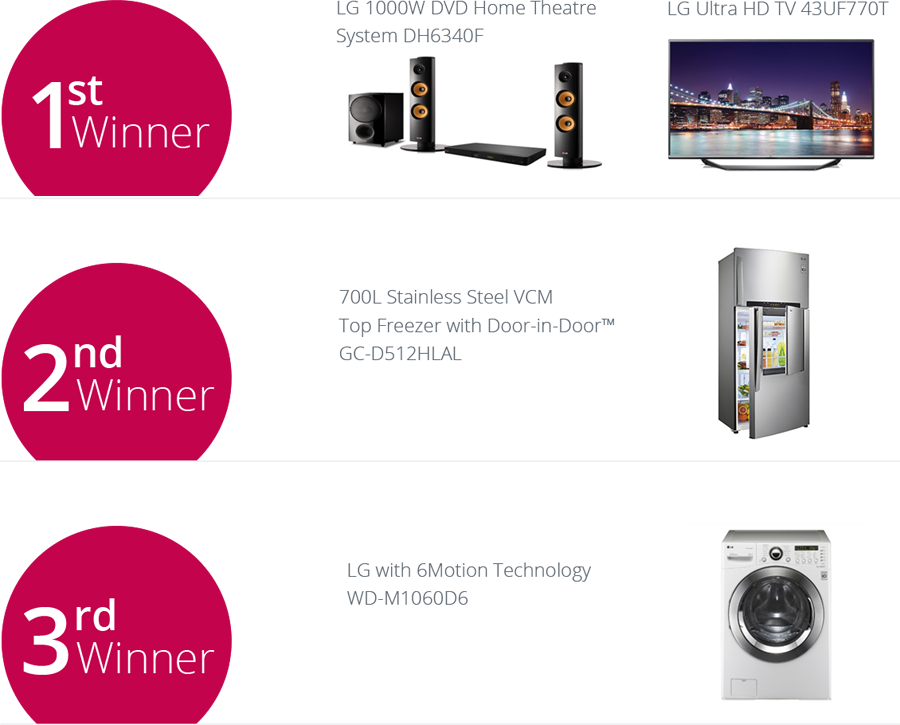 1st
Winner
LG 1000W DVD Home Theatre
System DH6340F
LG Ultra HD TV 43UF770T
2nd
Winner
700L Stainless Steel VCM
Top Freezer with Door-in-Door™
GC-D512HLAL
3rd
Winner
LG with 6Motion Technology
WD-M1060D6
LG